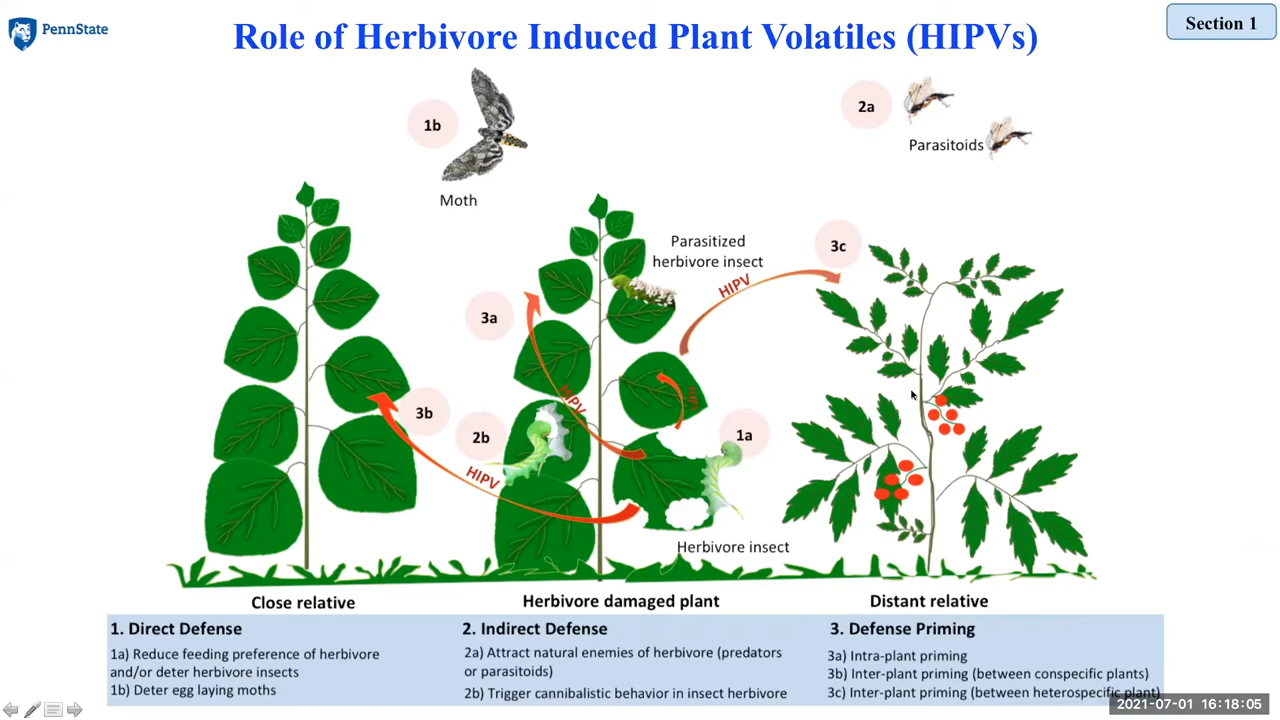 PennState
Role of Herbivore Induced Plant Volatiles (HIPVs)
Section 1
1b
Moth
2a
Parasitoids
Parasitized
herbivore insect
3c
HIPV
3a
HIPV
HIPV
3b
2b
1a
HIPV
Herbivore insect
Close relative
Herbivore damaged plant
Distant relative
1. Direct Defense
1a) Reduce feeding preference of herbivore
and/or deter herbivore insects
1b) Deter egg laying moths
2. Indirect Defense
2a) Attract natural enemies of herbivore (predators
or parasitoids)
2b) Trigger cannibalistic behavior in insect herbivore
3. Defense Priming
3a) Intra-plant priming
3b) Inter-plant priming (between conspecific plants)
3c) Inter-plant priming (between heterospecific plant)
2021-07-01 16:18:05